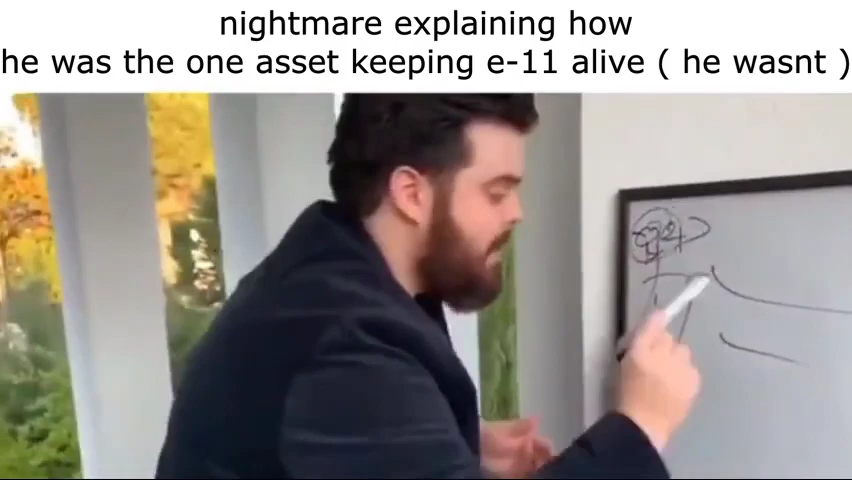 nightmare explaining how
he was the one asset keeping e-11 alive ( he wasnt )